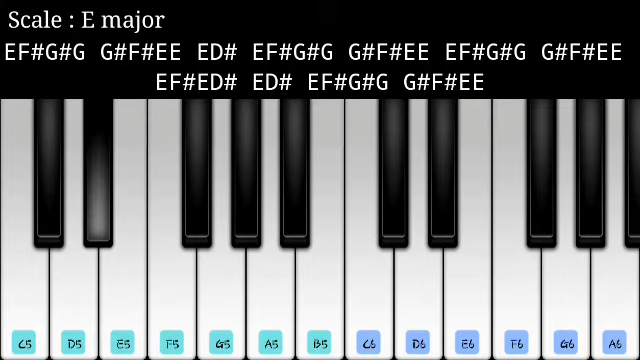 Scale : E major
EF#G#G G#F#EE ED# EF#G#G G#F#EE EF#G#G G#F#EE
EF#ED# ED# EF#G#G G#F#EE
C5 D5 E5 F5 G5 A5 B5 C6 D6 E6 F6 G6 A6